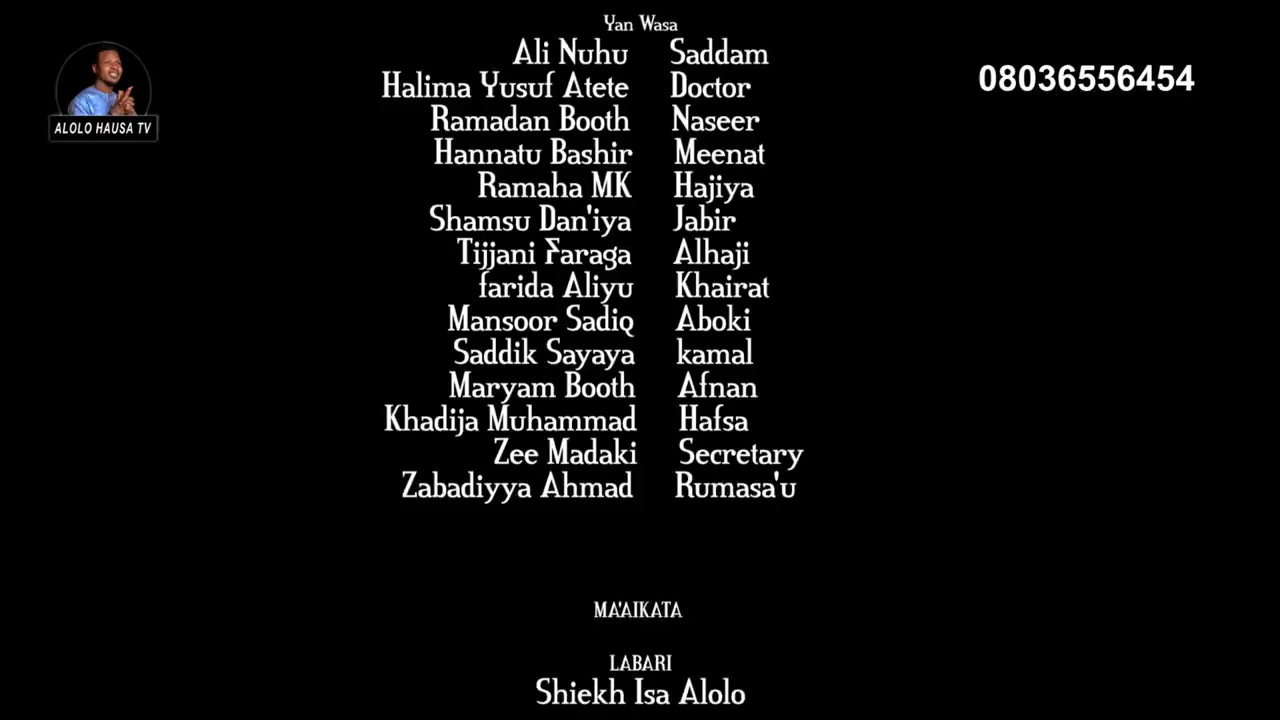 Yan Wasa
Ali Nuhu Saddam
Halima Yusuf Atete Doctor
Ramadan Booth Naseer
Hannatu Bashir Meenat
Ramaha MK Hajiya
Shamsu Dan'iya Jabir
Tijjani Faraga Alhaji
farida Aliyu Khairat
Mansoor Sadiq Aboki
Saddik Sayaya kamal
Maryam Booth Afnan
Khadija Muhammad Hafsa
Zee Madaki Secretary
Zabadiyya Ahmad Rumasa'u
MA'AIKATA
LABARI
Shiekh Isa Alolo
ALOLO HAUSA TV
08036556454